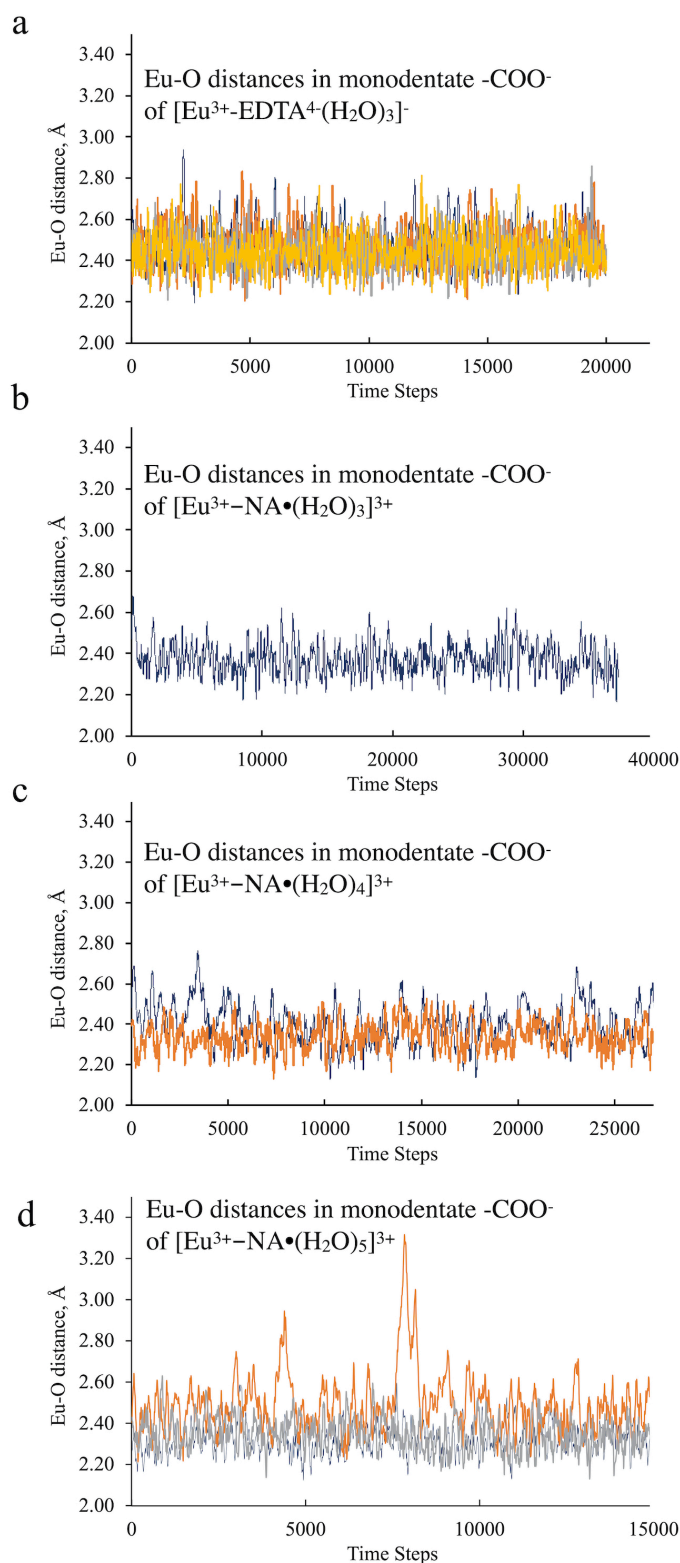 a
3.40
Eu-O distances in monodentate -COO⁻
of [Eu³⁺-EDTA⁴⁻(H₂O)₃]⁻
3.20
3.00
2.80
2.60
2.40
2.20
2.00
Eu-O distance, Å
0 5000 10000 15000 20000
Time Steps
b
3.40
Eu-O distances in monodentate -COO⁻
of [Eu³⁺−NA•(H₂O)₃]³⁺
3.20
3.00
2.80
2.60
2.40
2.20
2.00
Eu-O distance, Å
0 10000 20000 30000 40000
Time Steps
c
3.40
Eu-O distances in monodentate -COO⁻
of [Eu³⁺−NA•(H₂O)₄]³⁺
3.20
3.00
2.80
2.60
2.40
2.20
2.00
Eu-O distance, Å
0 5000 10000 15000 20000 25000
Time Steps
d
3.40
Eu-O distances in monodentate -COO⁻
of [Eu³⁺−NA•(H₂O)₅]³⁺
3.20
3.00
2.80
2.60
2.40
2.20
2.00
Eu-O distance, Å
0 5000 10000 15000
Time Steps